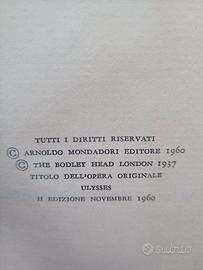 TUTTI I DIRITTI RISERVATI
© ARNOLDO MONDADORI EDITORE 1960
© THE BODLEY HEAD LONDON 1937
TITOLO DELL'OPERA ORIGINALE
ULYSSES
II EDIZIONE NOVEMBRE 1960
subito